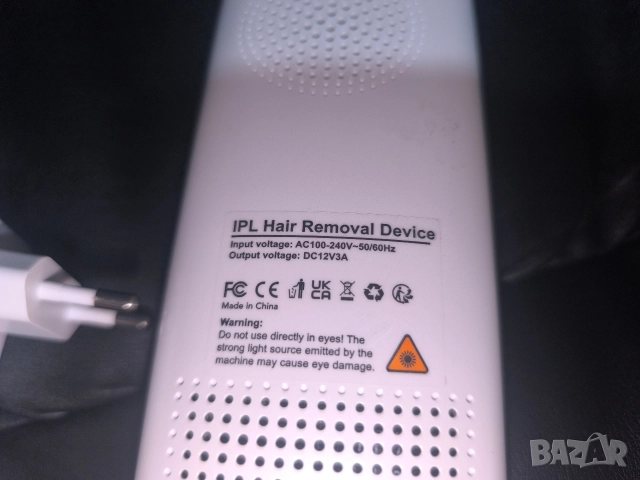 IPL Hair Removal Device
Input voltage: AC100-240V~50/60Hz
Output voltage: DC12V3A
FC CE UK CA
Made in China
Warning:
Do not use directly in eyes! The
strong light source emitted by the
machine may cause eye damage.
BAZAR